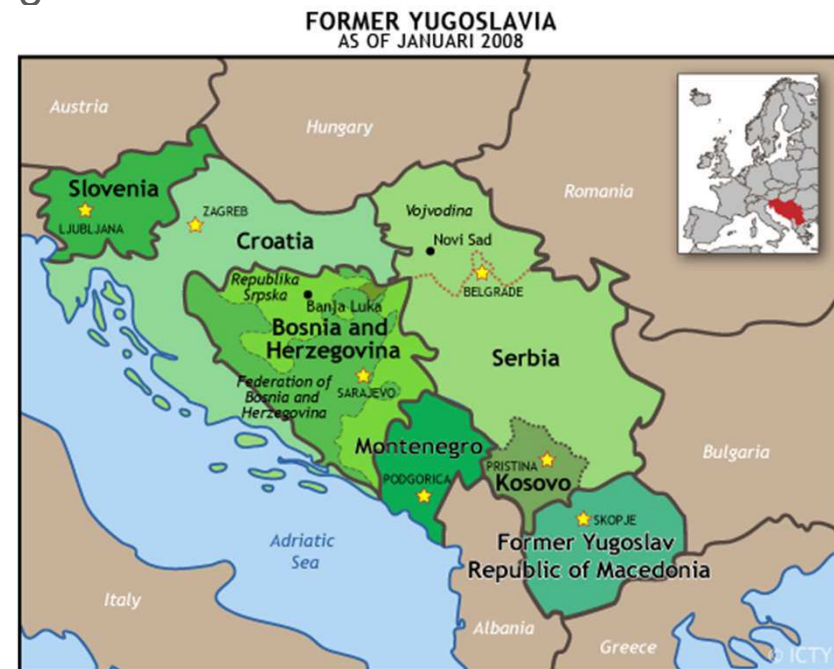 FORMER YUGOSLAVIA
AS OF JANUARI 2008
Austria
Hungary
Romania
Slovenia
LJUBLJANA
ZAGREB
Croatia
Vojvodina
Novi Sad
BELGRADE
Republika
Srpska
Banja Luka
Bosnia and
Herzegovina
SARAJEVO
Federation of
Bosnia and
Herzegovina
Serbia
Montenegro
PODGORICA
PRISTINA
Kosovo
Bulgaria
SKOPJE
Former Yugoslav
Republic of Macedonia
Adriatic
Sea
Italy
Albania
Greece
© ICTY